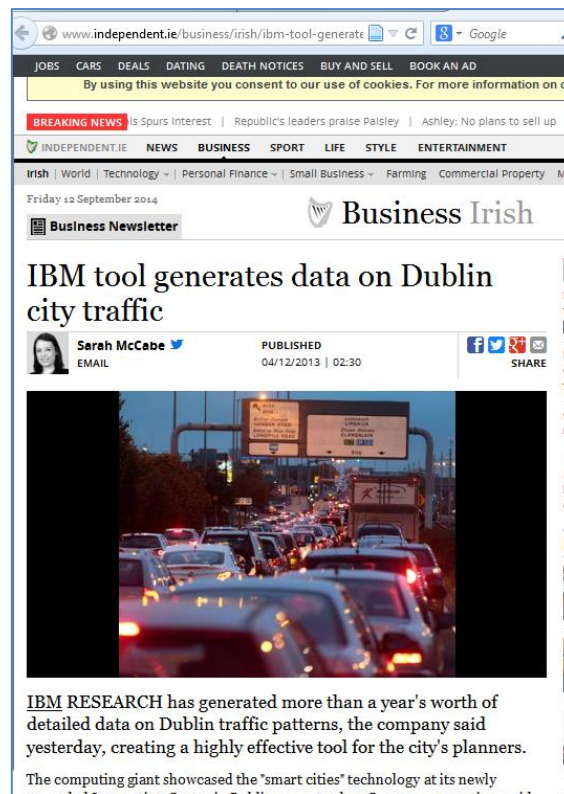 www.independent.ie/business/irish/ibm-tool-generate Google
JOBS CARS DEALS DATING DEATH NOTICES BUY AND SELL BOOK AN AD
By using this website you consent to our use of cookies. For more information on
BREAKING NEWS Spurs Interest | Republic's leaders praise Paisley | Ashley: No plans to sell up
INDEPENDENT.IE NEWS BUSINESS SPORT LIFE STYLE ENTERTAINMENT
Irish | World | Technology | Personal Finance | Small Business Farming Commercial Property
Friday 12 September 2014
Business Newsletter
Business Irish
IBM tool generates data on Dublin
city traffic
Sarah McCabe
EMAIL
PUBLISHED
04/12/2013 | 02:30
SHARE
IBM RESEARCH has generated more than a year's worth of
detailed data on Dublin traffic patterns, the company said
yesterday, creating a highly effective tool for the city's planners.
The computing giant showcased the "smart cities" technology at its newly